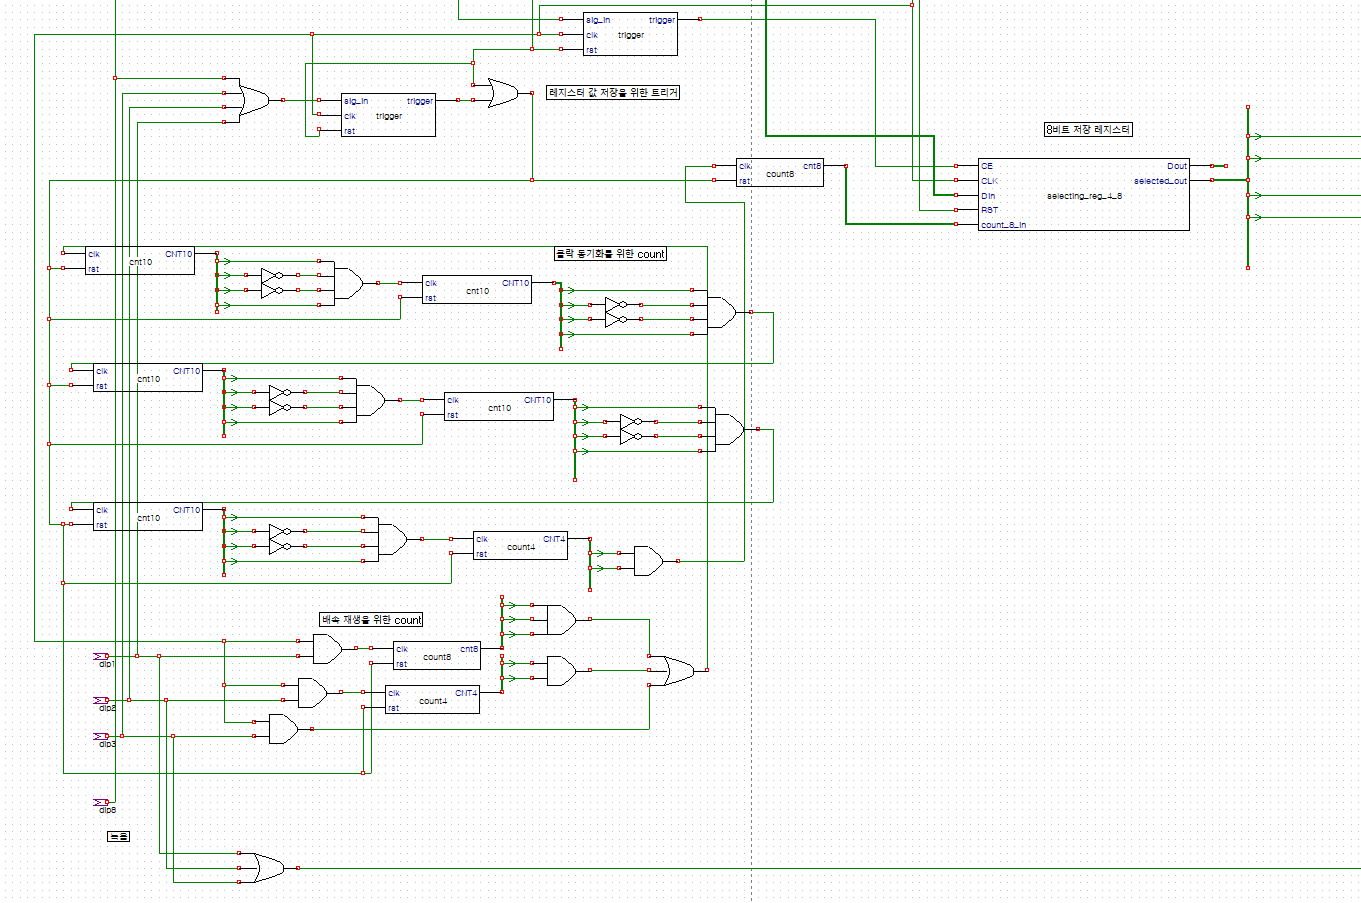 sig_in trigger
clk trigger
rst
레지스터 값 저장을 위한 트리거
sig_in trigger
clk trigger
rst
8비트 저장 레지스터
clk cnt8
rst count8
CE Dout
CLK selected_out
Din selecting_reg_4_8
RST
count_8_in
clk CNT10
rst cnt10
클락 동기화를 위한 count
clk CNT10
rst cnt10
clk CNT10
rst cnt10
clk CNT10
rst cnt10
clk CNT10
rst cnt10
clk CNT4
rst count4
배속 재생을 위한 count
clk cnt8
rst count8
dip1
clk CNT4
rst count4
dip2
dip3
dip8
녹음